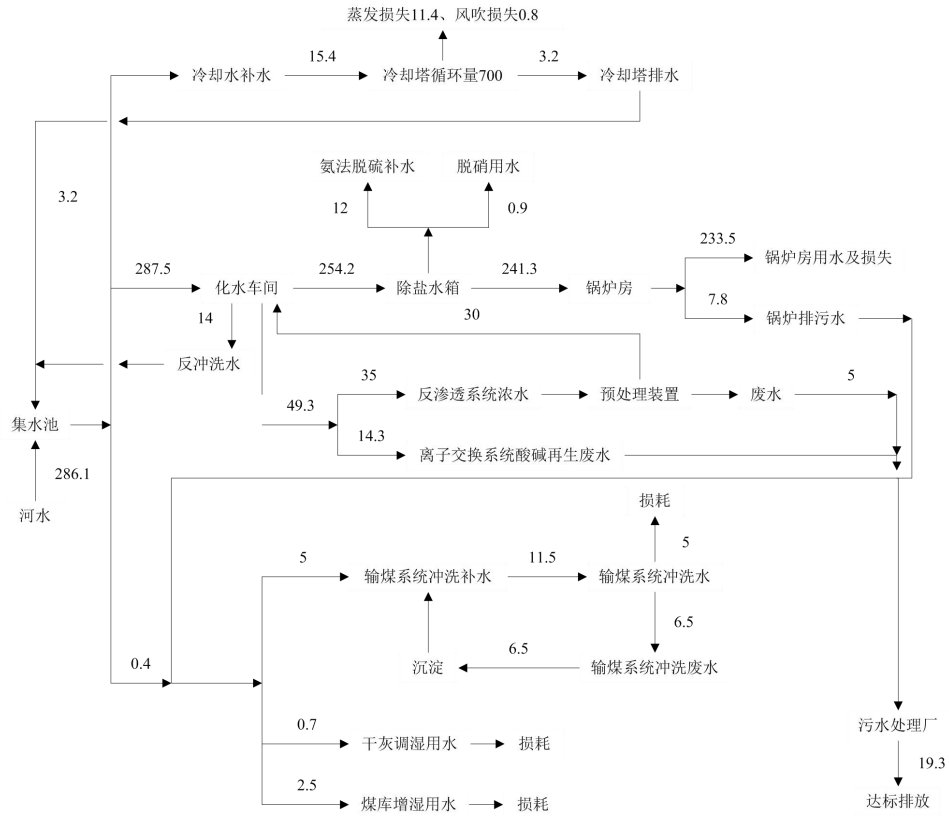 蒸发损失11.4、风吹损失0.8
冷却水补水
15.4
冷却塔循环量700
3.2
冷却塔排水
3.2
氨法脱硫补水
脱硝用水
12
0.9
287.5
化水车间
254.2
除盐水箱
241.3
锅炉房
233.5
锅炉房用水及损失
7.8
锅炉排污水
14
反冲洗水
30
49.3
35
反渗透系统浓水
预处理装置
废水
5
14.3
离子交换系统酸碱再生废水
集水池
286.1
河水
损耗
5
5
输煤系统冲洗补水
11.5
输煤系统冲洗水
6.5
沉淀
6.5
输煤系统冲洗废水
0.4
0.7
干灰调湿用水
损耗
2.5
煤库增湿用水
损耗
污水处理厂
19.3
达标排放